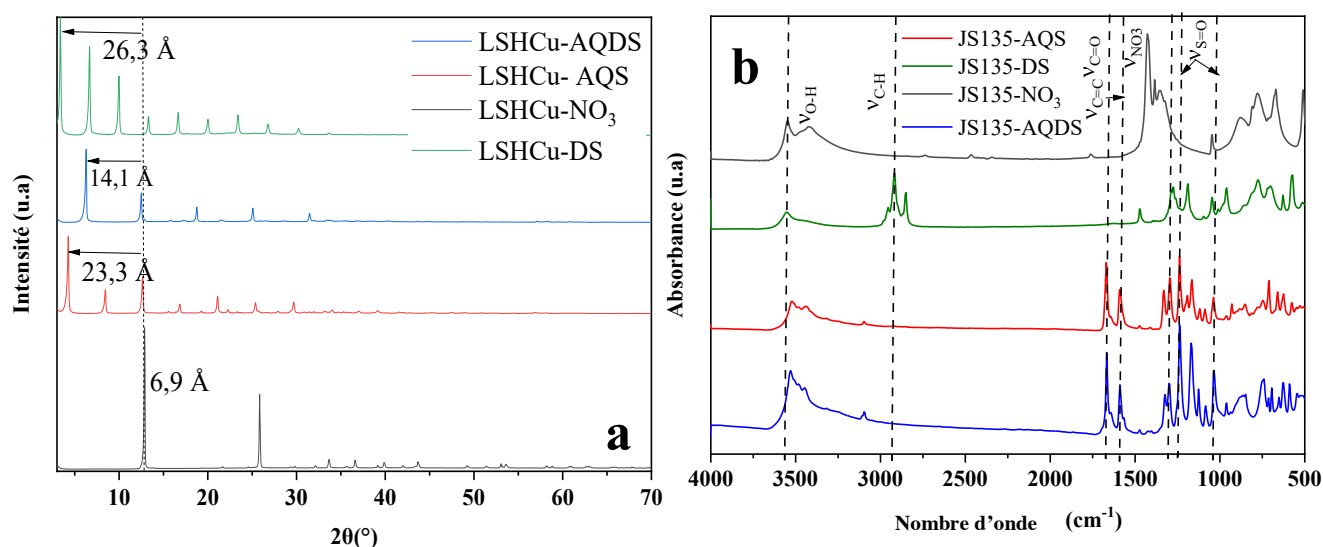 26,3 Å
14,1 Å
23,3 Å
6,9 Å
LSHCu-AQDS
LSHCu- AQS
LSHCu-NO3
LSHCu-DS
a
Intensité (u.a)
10 20 30 40 50 60 70
2θ(°)
b
νO-H
νC-H
νC=C
νC=O
νNO3
νS=O
JS135-AQS
JS135-DS
JS135-NO3
JS135-AQDS
Absorbance (u.a)
4000 3500 3000 2500 2000 1500 1000 500
Nombre d’onde (cm-1)